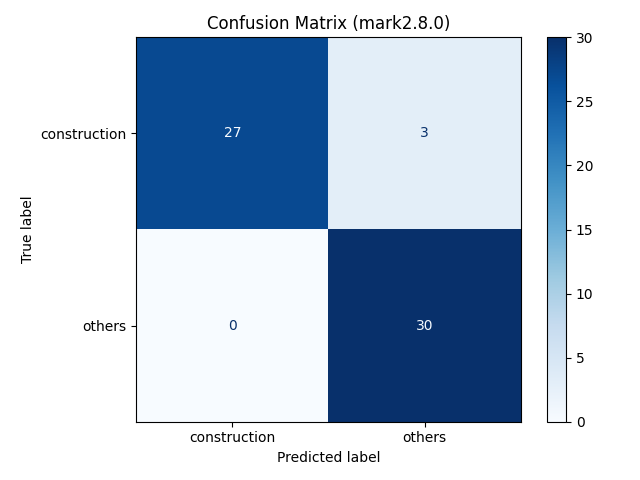 Confusion Matrix (mark2.8.0)
construction
27
3
others
0
30
construction
others
Predicted label
True label
30
25
20
15
10
5
0